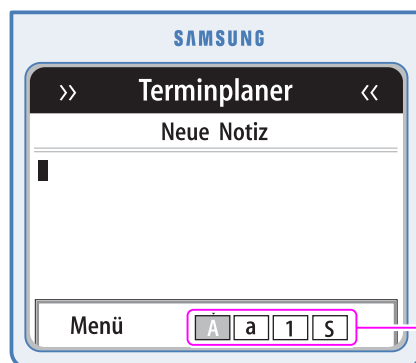 SAMSUNG
>> Terminplaner <<
Neue Notiz
Menü A a 1 S